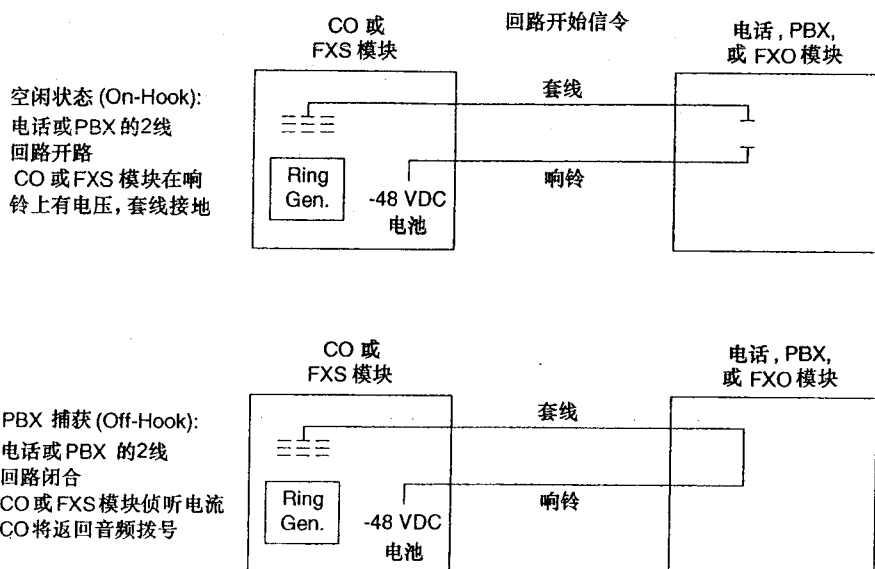 回路开始信令
CO 或
FXS 模块
电话, PBX,
或 FXO 模块
空闲状态 (On-Hook):
电话或PBX 的2线
回路开路
CO 或FXS 模块在响
铃上有电压, 套线接地
套线
响铃
Ring
Gen.
-48 VDC
电池
CO 或
FXS 模块
电话, PBX,
或 FXO 模块
PBX 捕获 (Off-Hook):
电话或PBX 的2线
回路闭合
CO或FXS模块侦听电流
CO将返回音频拨号
套线
响铃
Ring
Gen.
-48 VDC
电池